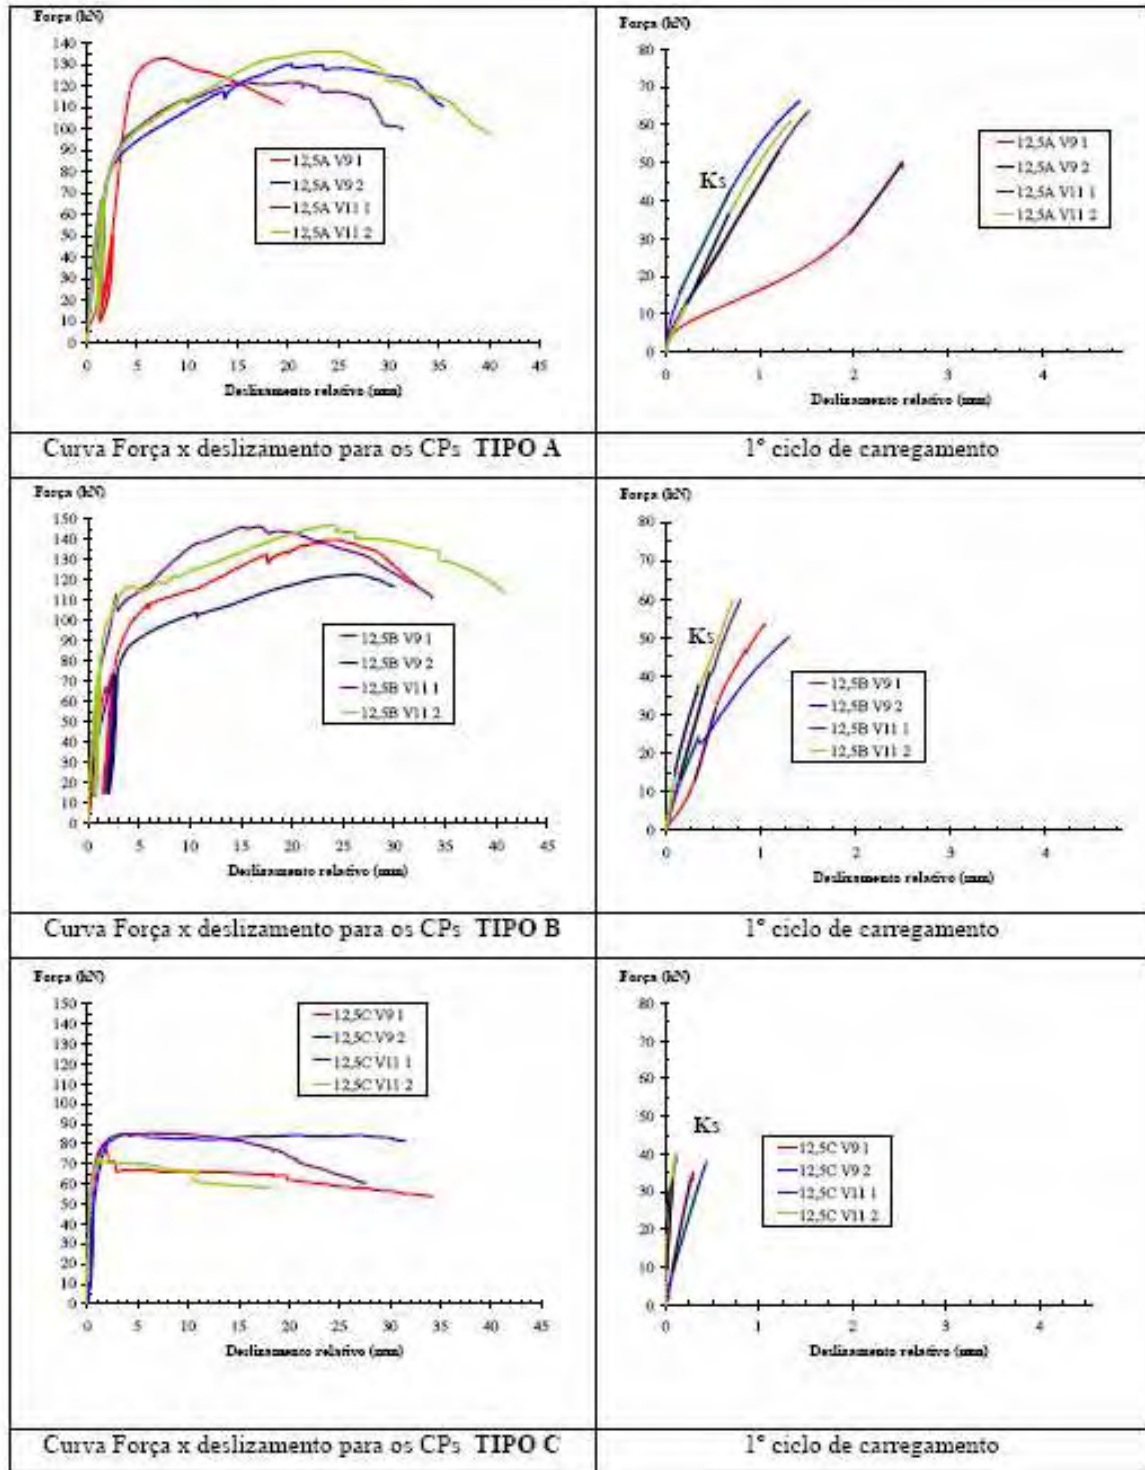 Força (kN)
140
130
120
110
100
90
80
70
60
50
40
30
20
10
0
12,5A V9 1
12,5A V9 2
12,5A V11 1
12,5A V11 2
0 5 10 15 20 25 30 35 40 45
Deslizamento relativo (mm)
Força (kN)
80
70
60
50
40
30
20
10
0
Ks
12,5A V9 1
12,5A V9 2
12,5A V11 1
12,5A V11 2
0 1 2 3 4
Deslizamento relativo (mm)
Curva Força x deslizamento para os CPs TIPO A
1º ciclo de carregamento
Força (kN)
150
140
130
120
110
100
90
80
70
60
50
40
30
20
10
0
12,5B V9 1
12,5B V9 2
12,5B V11 1
12,5B V11 2
0 5 10 15 20 25 30 35 40 45
Deslizamento relativo (mm)
Força (kN)
80
70
60
50
40
30
20
10
0
Ks
12,5B V9 1
12,5B V9 2
12,5B V11 1
12,5B V11 2
0 1 2 3 4
Deslizamento relativo (mm)
Curva Força x deslizamento para os CPs TIPO B
1º ciclo de carregamento
Força (kN)
150
140
130
120
110
100
90
80
70
60
50
40
30
20
10
0
12,5C V9 1
12,5C V9 2
12,5C V11 1
12,5C V11 2
0 5 10 15 20 25 30 35 40 45
Deslizamento relativo (mm)
Força (kN)
80
70
60
50
40
30
20
10
0
Ks
12,5C V9 1
12,5C V9 2
12,5C V11 1
12,5C V11 2
0 1 2 3 4
Deslizamento relativo (mm)
Curva Força x deslizamento para os CPs TIPO C
1º ciclo de carregamento